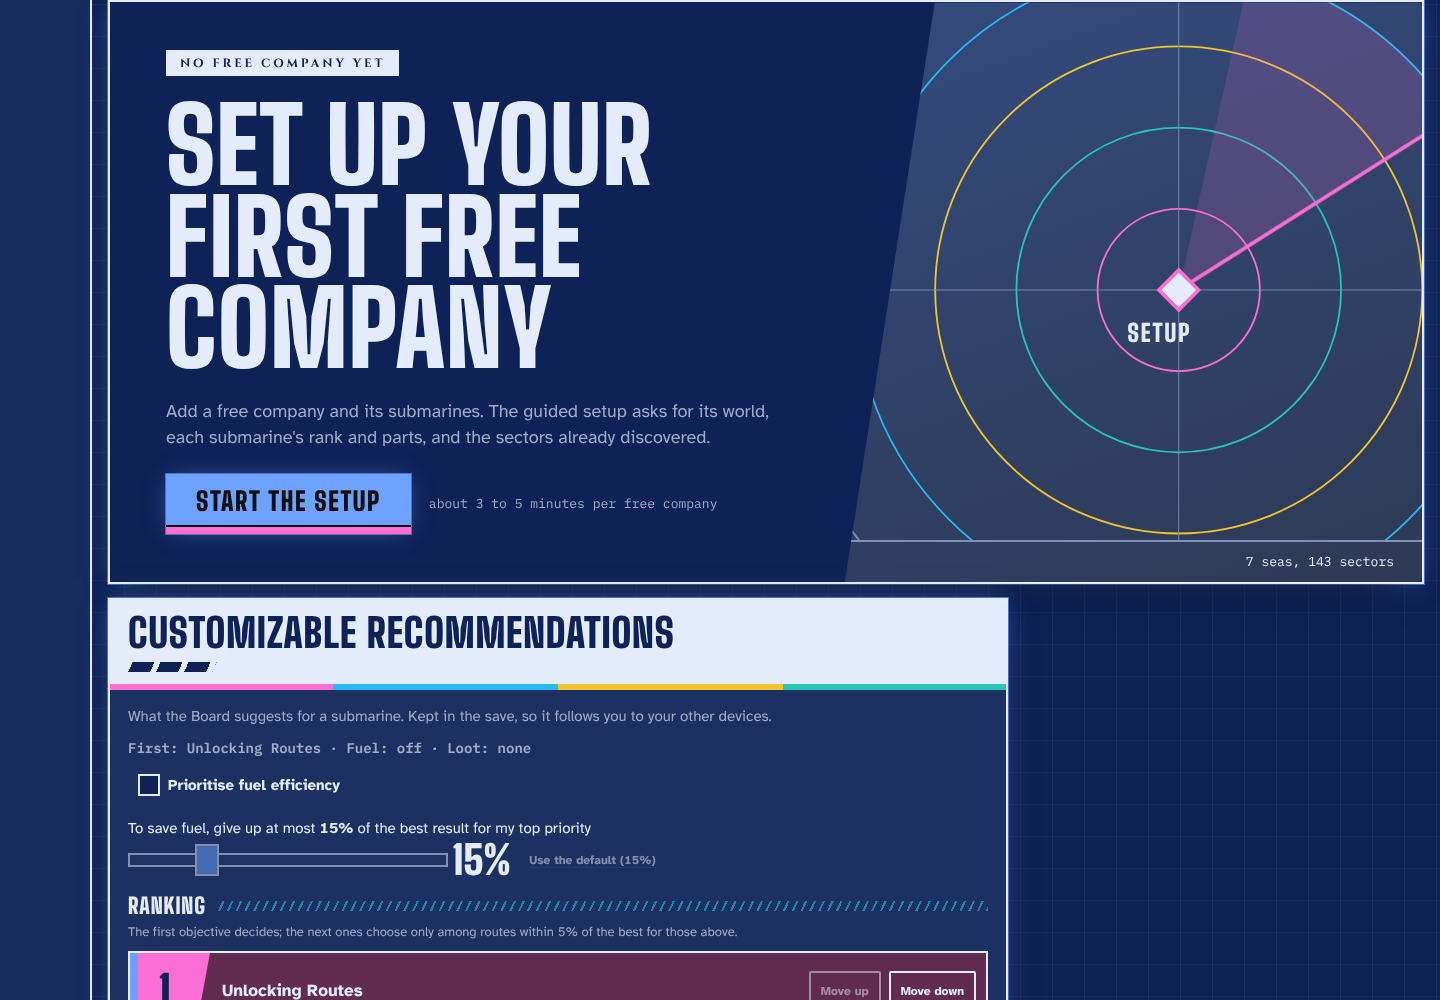 NO FREE COMPANY YET
SET UP YOUR
FIRST FREE
COMPANY
Add a free company and its submarines. The guided setup asks for its world,
each submarine's rank and parts, and the sectors already discovered.
START THE SETUP
about 3 to 5 minutes per free company
SETUP
7 seas, 143 sectors
CUSTOMIZABLE RECOMMENDATIONS
What the Board suggests for a submarine. Kept in the save, so it follows you to your other devices.
First: Unlocking Routes · Fuel: off · Loot: none
Prioritise fuel efficiency
To save fuel, give up at most 15% of the best result for my top priority
15%
Use the default (15%)
RANKING
The first objective decides; the next ones choose only among routes within 5% of the best for those above.
1
Unlocking Routes
Move up
Move down